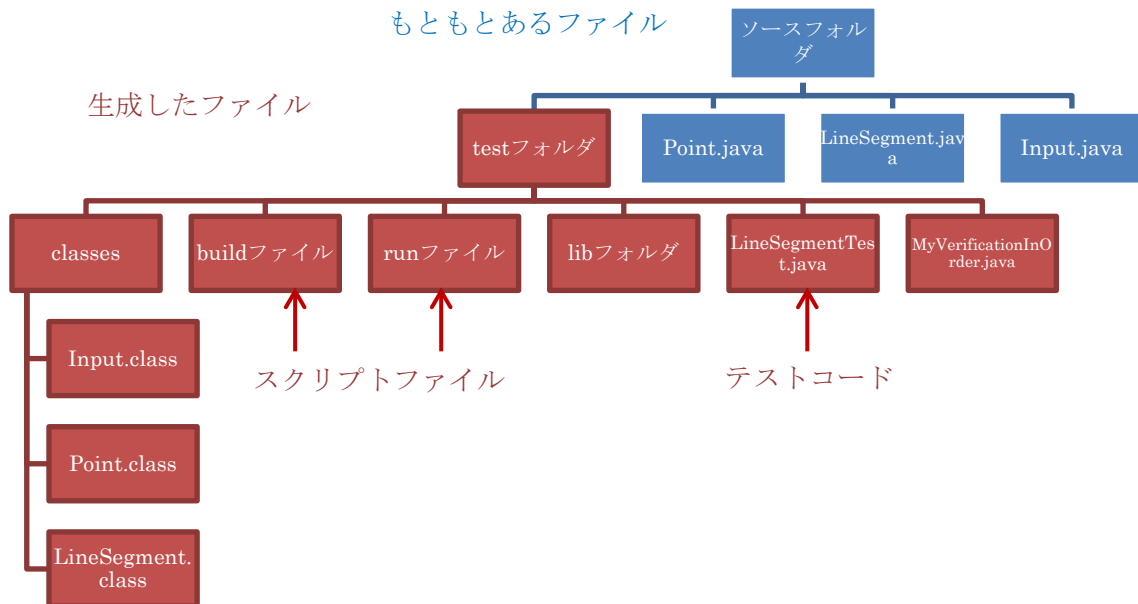 もともとあるファイル
ソースフォル
ダ
生成したファイル
testフォルダ
Point.java
LineSegment.jav
a
Input.java
classes
buildファイル
runファイル
libフォルダ
LineSegmentTes
t.java
MyVerificationInO
rder.java
Input.class
スクリプトファイル
テストコード
Point.class
LineSegment.
class